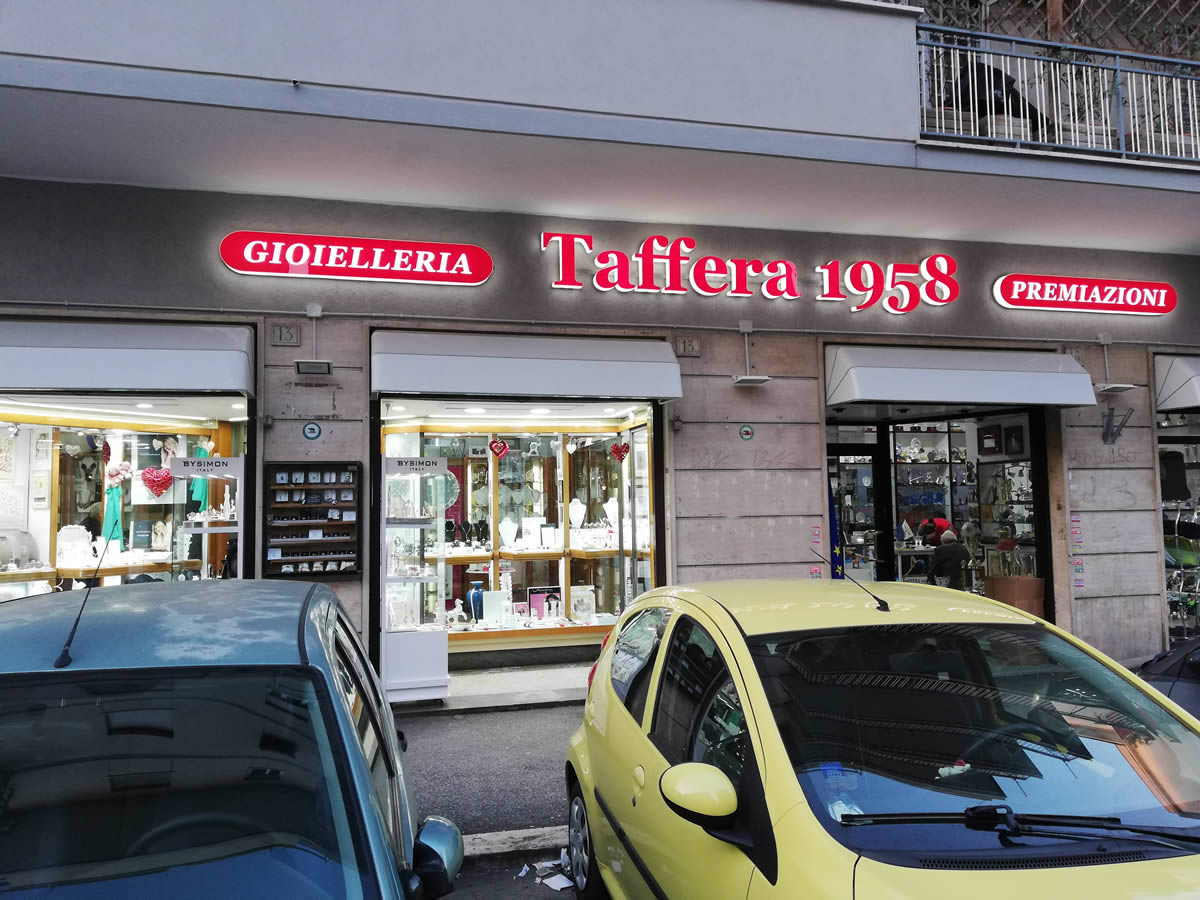 GIOIELLERIA
Taffera 1958
PREMIAZIONI
13
13
BYSIMON
ITALY
BYSIMON
ITALY